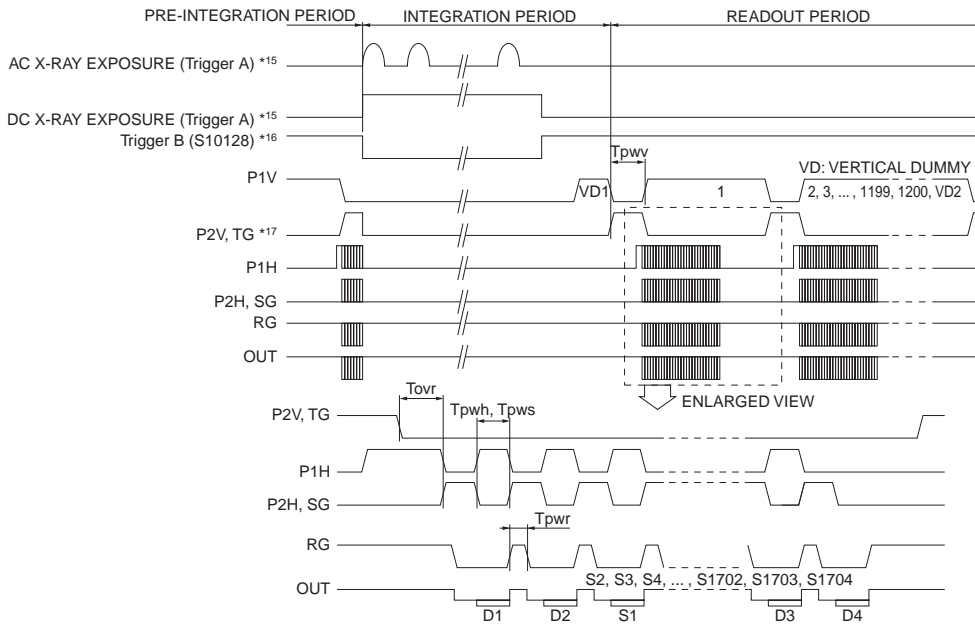 PRE-INTEGRATION PERIOD INTEGRATION PERIOD READOUT PERIOD
AC X-RAY EXPOSURE (Trigger A) *15
DC X-RAY EXPOSURE (Trigger A) *15
Trigger B (S10128) *16
Tpwv
VD: VERTICAL DUMMY
P1V
VD1 1 2, 3, ... , 1199, 1200, VD2
P2V, TG *17
P1H
P2H, SG
RG
OUT
ENLARGED VIEW
Tovr
Tpwh, Tpws
P2V, TG
P1H
P2H, SG
Tpwr
RG
S2, S3, S4, ... , S1702, S1703, S1704
OUT
D1 D2 S1 D3 D4